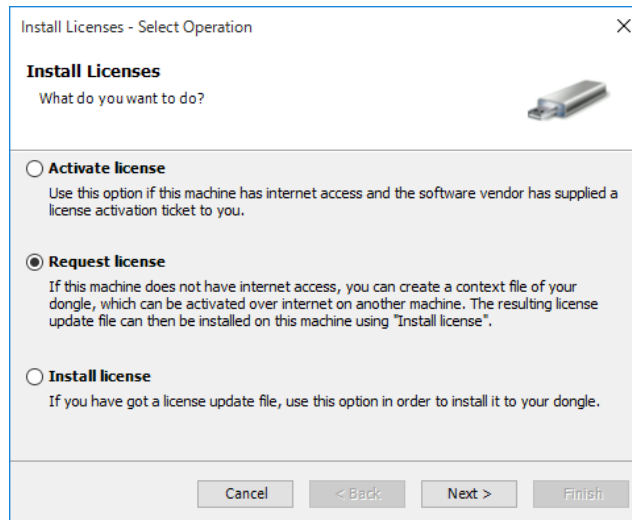 Install Licenses - Select Operation
Install Licenses
What do you want to do?
Activate license
Use this option if this machine has internet access and the software vendor has supplied a
license activation ticket to you.
Request license
If this machine does not have internet access, you can create a context file of your
dongle, which can be activated over internet on another machine. The resulting license
update file can then be installed on this machine using "Install license".
Install license
If you have got a license update file, use this option in order to install it to your dongle.
Cancel < Back Next > Finish